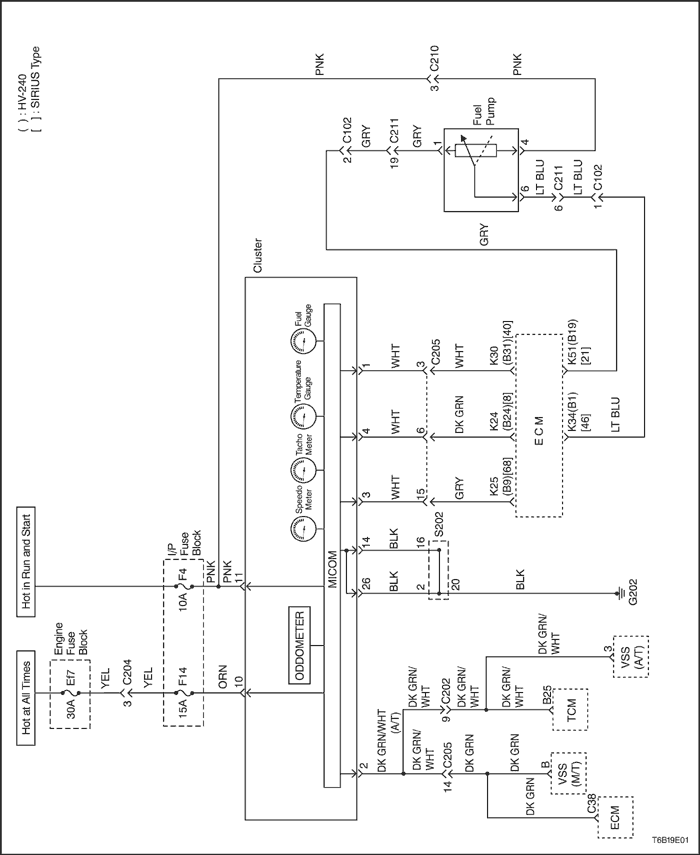 ( ) : HV-240
[ ] : SIRIUS Type
Hot at All Times
Hot in Run and Start
Engine
Fuse
Block
Ef7
30A
YEL
3
C204
YEL
I/P
Fuse
Block
F14
15A
F4
10A
ORN
10
PNK
PNK
11
PNK
3
C210
PNK
Fuel
Pump
1
4
6
GRY
C211
19
GRY
C102
2
LT BLU
C211
6
LT BLU
C102
1
GRY
Cluster
ODDOMETER
MICOM
Speedo
Meter
Tacho
Meter
Temperature
Gauge
Fuel
Gauge
2
26
14
3
4
1
DK GRN/WHT
(A/T)
DK GRN/
WHT
DK GRN/
WHT
14
C205
9
C202
DK GRN
DK GRN/
WHT
DK GRN/
WHT
DK GRN/
WHT
DK GRN
DK GRN
C38
ECM
B
VSS
(M/T)
B25
TCM
3
VSS
(A/T)
BLK
BLK
2
16
S202
20
BLK
G202
WHT
WHT
WHT
15
6
3
C205
GRY
DK GRN
WHT
K25
(B9)[68]
K24
(B24)[8]
K30
(B31)[40]
ECM
K34(B1)
[46]
K51(B19)
[21]
LT BLU
T6B19E01